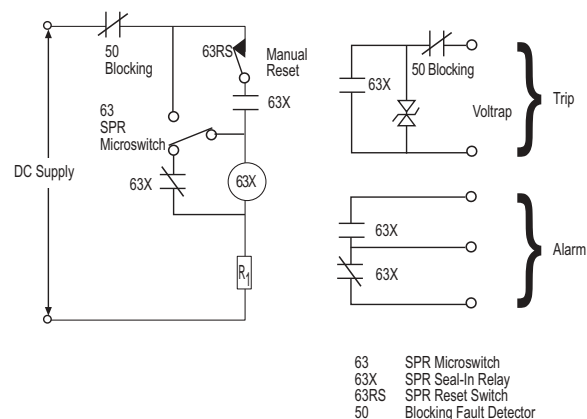 50
Blocking
63RS
Manual
Reset
63X
63
SPR
Microswitch
DC Supply
63X
63X
R1
63X
50 Blocking
Voltrap
Trip
63X
63X
Alarm
63 SPR Microswitch
63X SPR Seal-In Relay
63RS SPR Reset Switch
50 Blocking Fault Detector